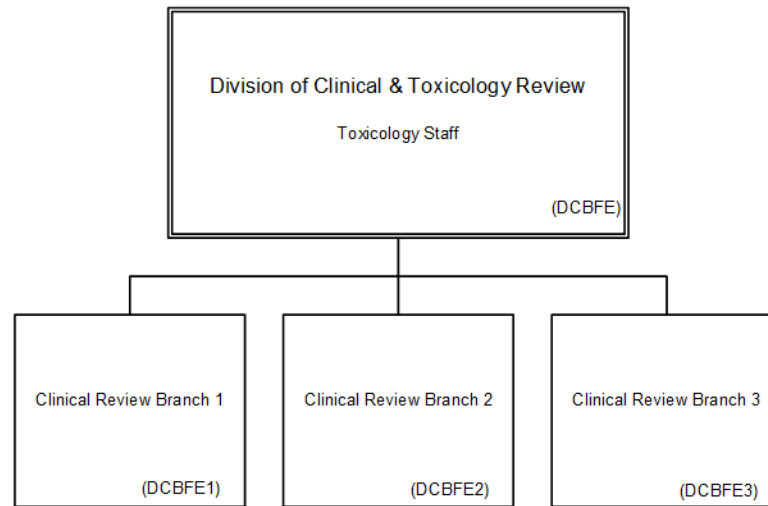 Division of Clinical & Toxicology Review
Toxicology Staff
(DCBFE)
Clinical Review Branch 1
(DCBFE1)
Clinical Review Branch 2
(DCBFE2)
Clinical Review Branch 3
(DCBFE3)